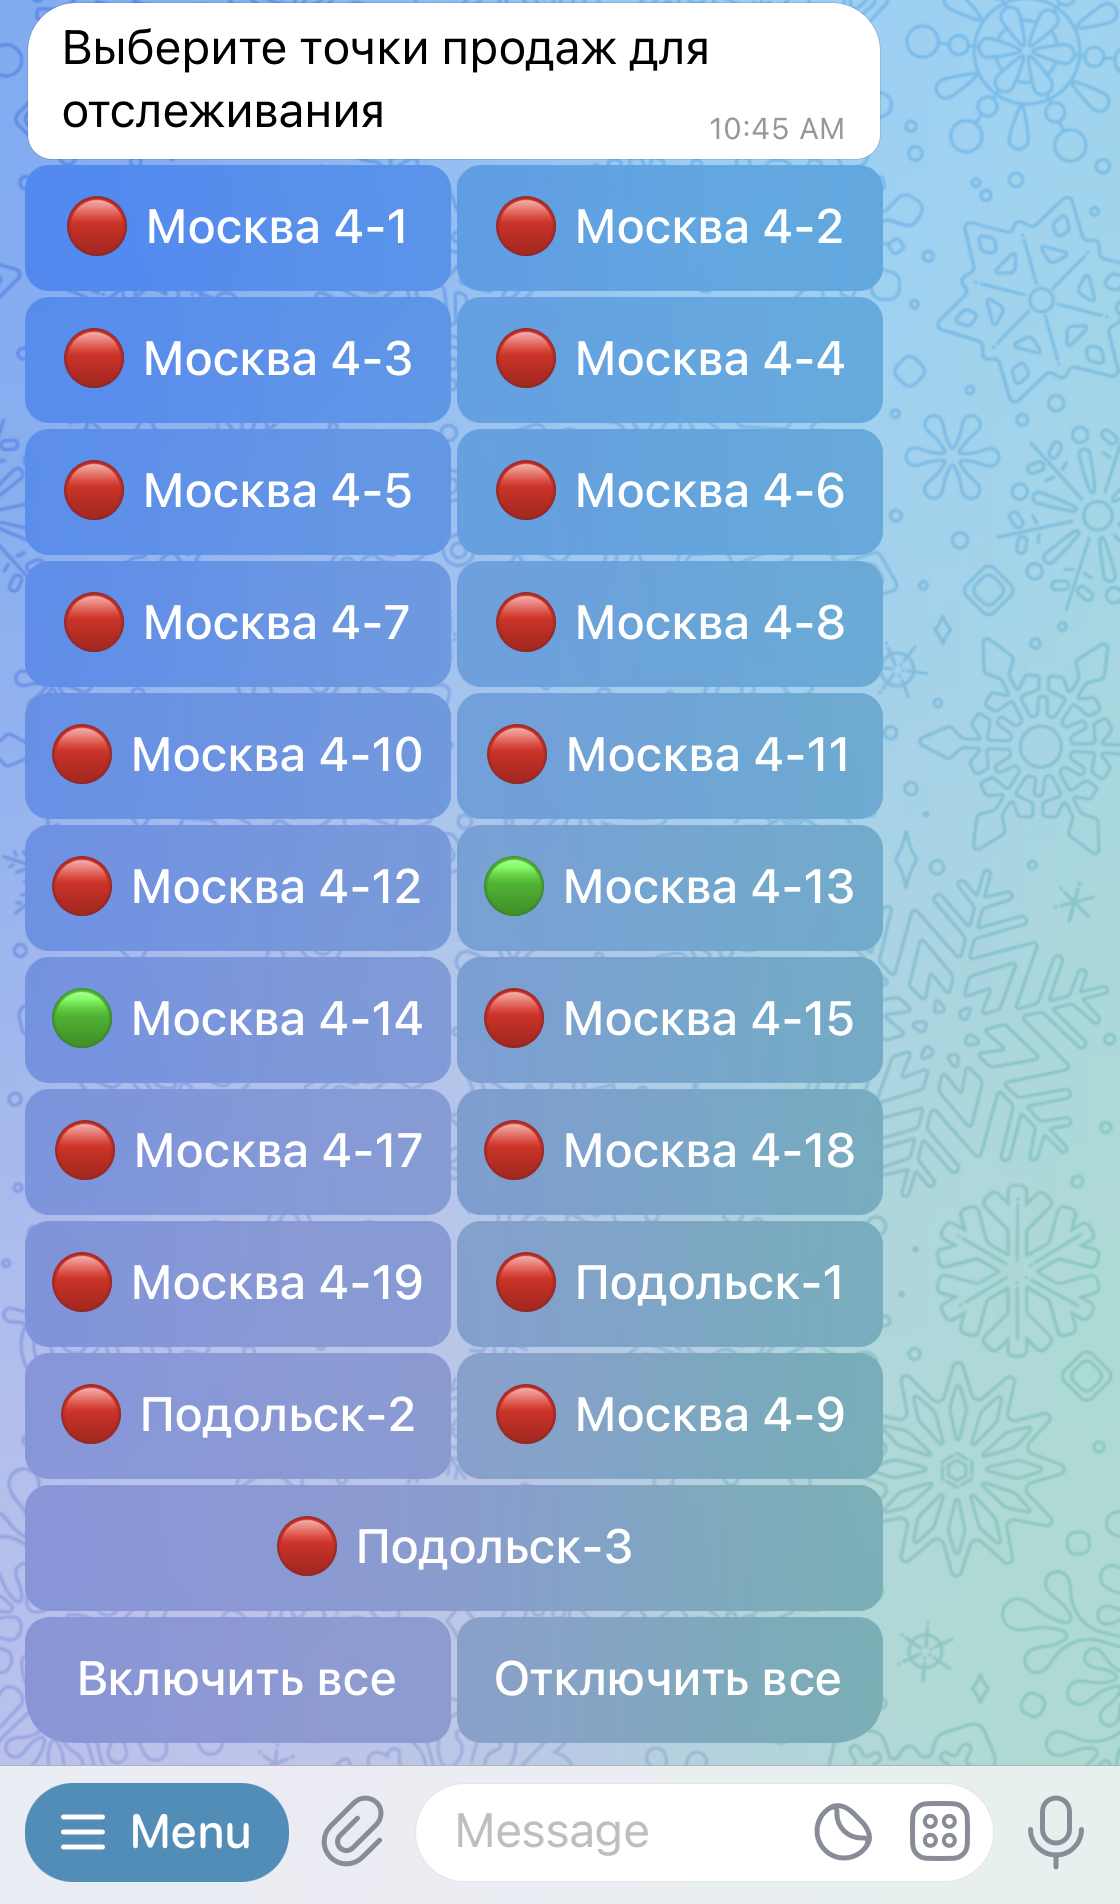 Выберите точки продаж для
отслеживания
10:45 AM
Москва 4-1
Москва 4-2
Москва 4-3
Москва 4-4
Москва 4-5
Москва 4-6
Москва 4-7
Москва 4-8
Москва 4-10
Москва 4-11
Москва 4-12
Москва 4-13
Москва 4-14
Москва 4-15
Москва 4-17
Москва 4-18
Москва 4-19
Подольск-1
Подольск-2
Москва 4-9
Подольск-3
Включить все
Отключить все
Menu
Message